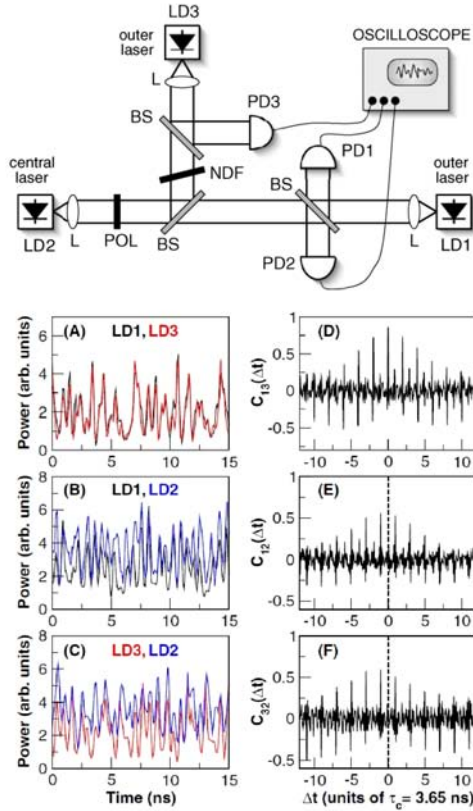 LD3
outer
laser
L
OSCILLOSCOPE
BS
PD3
PD1
NDF
central
laser
BS
outer
laser
LD2
L
POL
BS
PD2
L
LD1
(A) LD1, LD3
Power (arb. units)
6
4
2
0
0 5 10 15
(D)
C13(Δt)
1
0.5
0
-0.5
-10 -5 0 5 10
(B) LD1, LD2
Power (arb. units)
8
6
4
2
0
0 5 10 15
(E)
C12(Δt)
1
0.5
0
-0.5
-10 -5 0 5 10
(C) LD3, LD2
Power (arb. units)
8
6
4
2
0
0 5 10 15
Time (ns)
(F)
C32(Δt)
1
0.5
0
-0.5
-10 -5 0 5 10
Δt (units of τc= 3.65 ns)